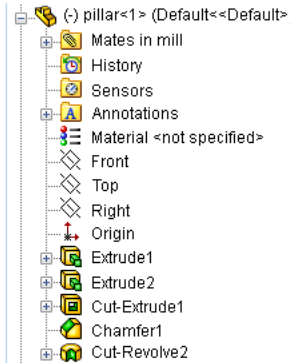 (-) pillar<1> (Default<<Default>
Mates in mill
History
Sensors
Annotations
Material <not specified>
Front
Top
Right
Origin
Extrude1
Extrude2
Cut-Extrude1
Chamfer1
Cut-Revolve2